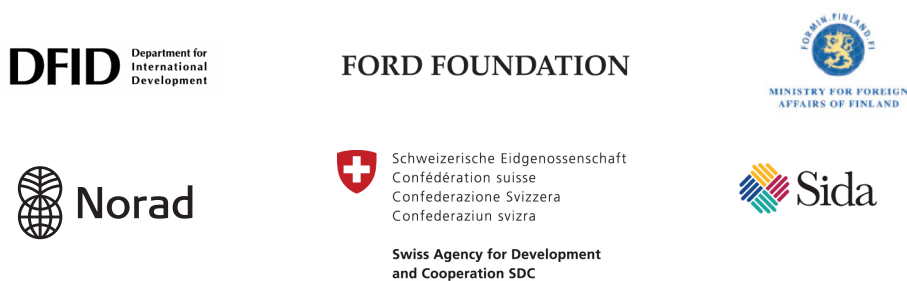 DFID
Department for
International
Development
FORD FOUNDATION
FORMIN.FINLAND.FI
MINISTRY FOR FOREIGN
AFFAIRS OF FINLAND
Norad
Schweizerische Eidgenossenschaft
Confédération suisse
Confederazione Svizzera
Confederaziun svizra
Swiss Agency for Development
and Cooperation SDC
Sida